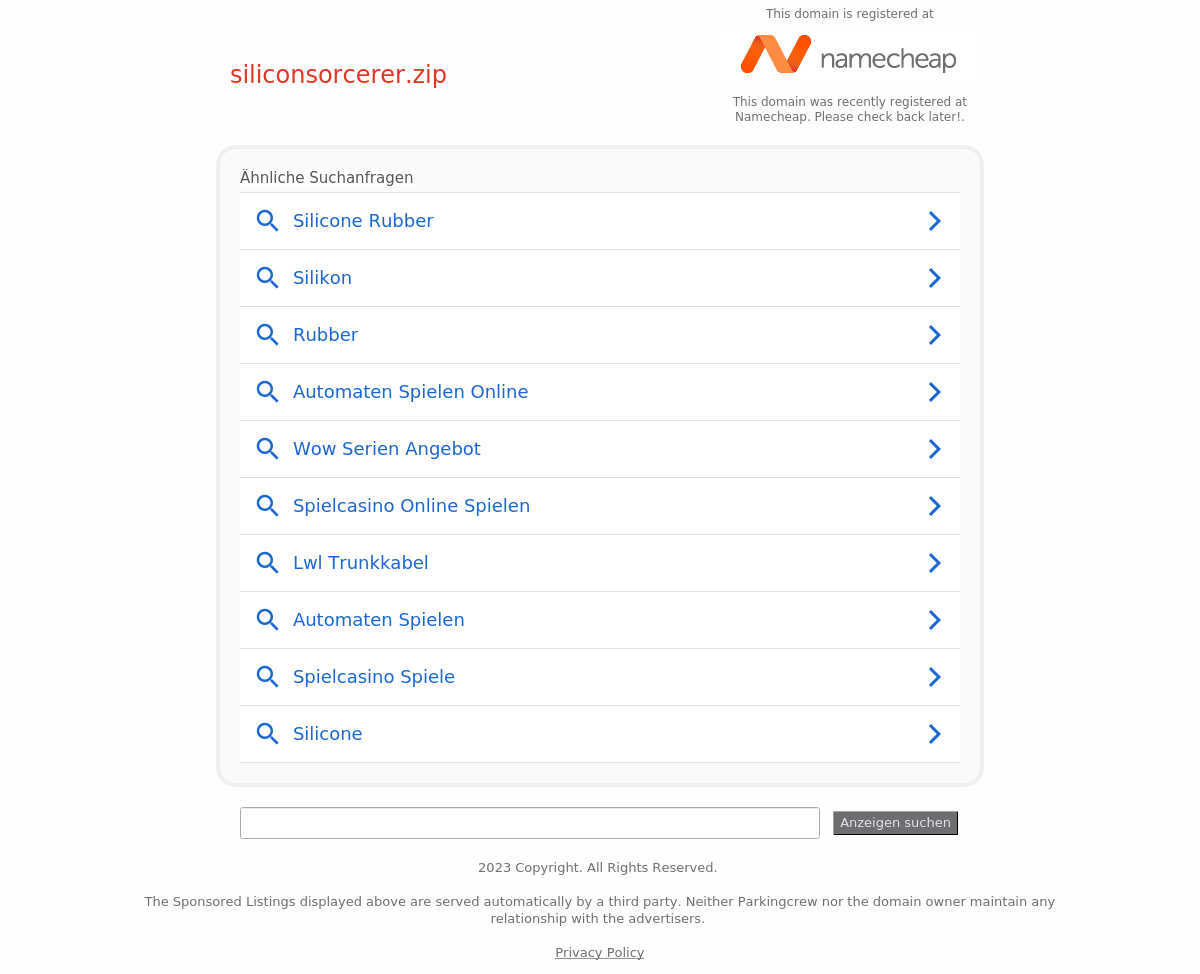 This domain is registered at
namecheap
siliconsorcerer.zip
This domain was recently registered at
Namecheap. Please check back later!.
Ähnliche Suchanfragen
Silicone Rubber
Silikon
Rubber
Automaten Spielen Online
Wow Serien Angebot
Spielcasino Online Spielen
Lwl Trunkkabel
Automaten Spielen
Spielcasino Spiele
Silicone
Anzeigen suchen
2023 Copyright. All Rights Reserved.
The Sponsored Listings displayed above are served automatically by a third party. Neither Parkingcrew nor the domain owner maintain any
relationship with the advertisers.
Privacy Policy